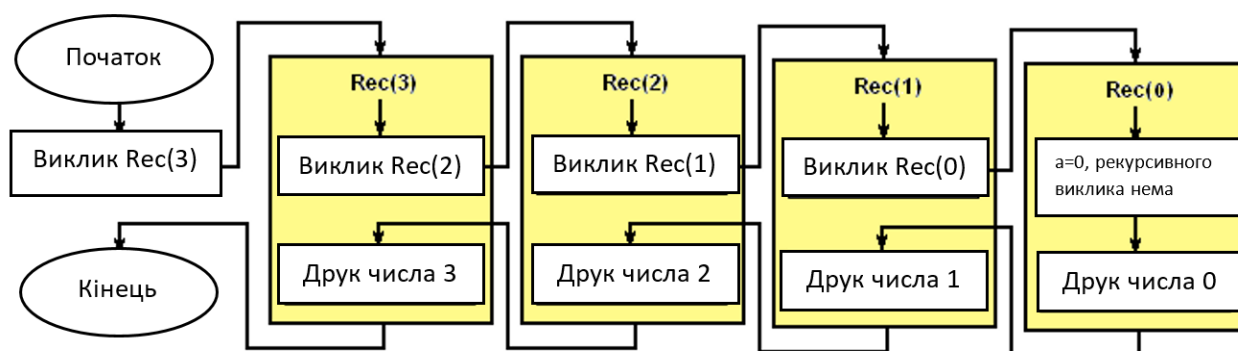 Початок
Виклик Rec(3)
Кінець
Rec(3)
Виклик Rec(2)
Друк числа 3
Rec(2)
Виклик Rec(1)
Друк числа 2
Rec(1)
Виклик Rec(0)
Друк числа 1
Rec(0)
a=0, рекурсивного
виклика нема
Друк числа 0